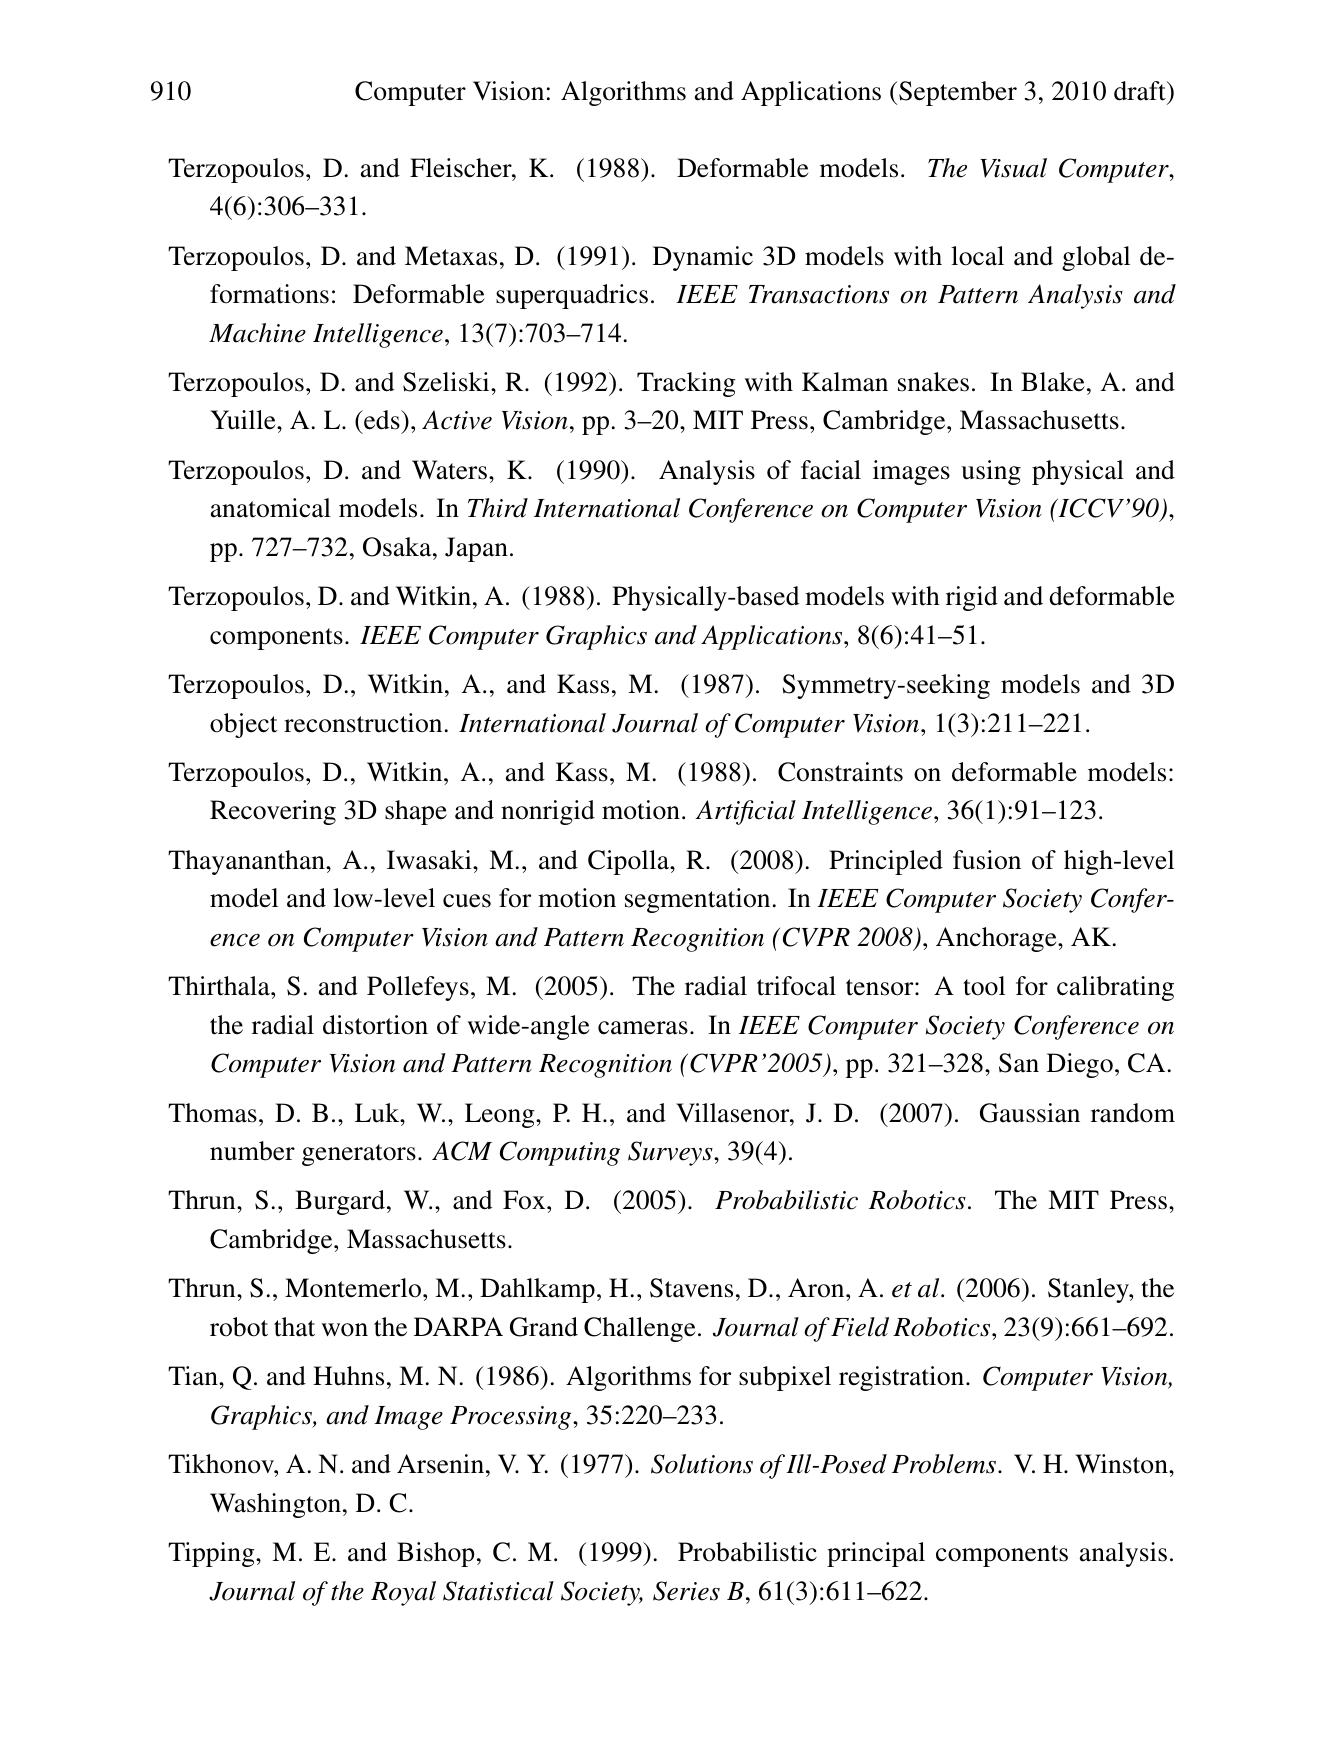 910 Computer Vision: Algorithms and Applications (September 3, 2010 draft)
Terzopoulos, D. and Fleischer, K. (1988). Deformable models. The Visual Computer,
4(6):306–331.
Terzopoulos, D. and Metaxas, D. (1991). Dynamic 3D models with local and global de-
formations: Deformable superquadrics. IEEE Transactions on Pattern Analysis and
Machine Intelligence, 13(7):703–714.
Terzopoulos, D. and Szeliski, R. (1992). Tracking with Kalman snakes. In Blake, A. and
Yuille, A. L. (eds), Active Vision, pp. 3–20, MIT Press, Cambridge, Massachusetts.
Terzopoulos, D. and Waters, K. (1990). Analysis of facial images using physical and
anatomical models. In Third International Conference on Computer Vision (ICCV’90),
pp. 727–732, Osaka, Japan.
Terzopoulos, D. and Witkin, A. (1988). Physically-based models with rigid and deformable
components. IEEE Computer Graphics and Applications, 8(6):41–51.
Terzopoulos, D., Witkin, A., and Kass, M. (1987). Symmetry-seeking models and 3D
object reconstruction. International Journal of Computer Vision, 1(3):211–221.
Terzopoulos, D., Witkin, A., and Kass, M. (1988). Constraints on deformable models:
Recovering 3D shape and nonrigid motion. Artificial Intelligence, 36(1):91–123.
Thayananthan, A., Iwasaki, M., and Cipolla, R. (2008). Principled fusion of high-level
model and low-level cues for motion segmentation. In IEEE Computer Society Confer-
ence on Computer Vision and Pattern Recognition (CVPR 2008), Anchorage, AK.
Thirthala, S. and Pollefeys, M. (2005). The radial trifocal tensor: A tool for calibrating
the radial distortion of wide-angle cameras. In IEEE Computer Society Conference on
Computer Vision and Pattern Recognition (CVPR’2005), pp. 321–328, San Diego, CA.
Thomas, D. B., Luk, W., Leong, P. H., and Villasenor, J. D. (2007). Gaussian random
number generators. ACM Computing Surveys, 39(4).
Thrun, S., Burgard, W., and Fox, D. (2005). Probabilistic Robotics. The MIT Press,
Cambridge, Massachusetts.
Thrun, S., Montemerlo, M., Dahlkamp, H., Stavens, D., Aron, A. et al. (2006). Stanley, the
robot that won the DARPA Grand Challenge. Journal of Field Robotics, 23(9):661–692.
Tian, Q. and Huhns, M. N. (1986). Algorithms for subpixel registration. Computer Vision,
Graphics, and Image Processing, 35:220–233.
Tikhonov, A. N. and Arsenin, V. Y. (1977). Solutions of Ill-Posed Problems. V. H. Winston,
Washington, D. C.
Tipping, M. E. and Bishop, C. M. (1999). Probabilistic principal components analysis.
Journal of the Royal Statistical Society, Series B, 61(3):611–622.